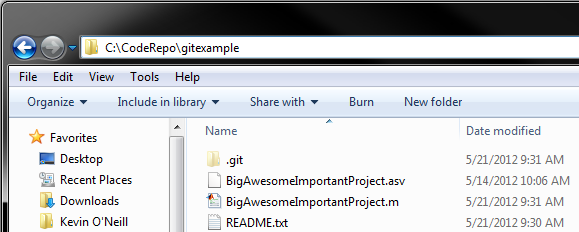 C:\CodeRepo\gitexample
File Edit View Tools Help
Organize Include in library Share with Burn New folder
Favorites
Desktop
Recent Places
Downloads
Kevin O'Neill
Name Date modified
.git 5/21/2012 9:31 AM
BigAwesomeImportantProject.asv 5/14/2012 10:06 AM
BigAwesomeImportantProject.m 5/21/2012 9:31 AM
README.txt 5/21/2012 9:30 AM